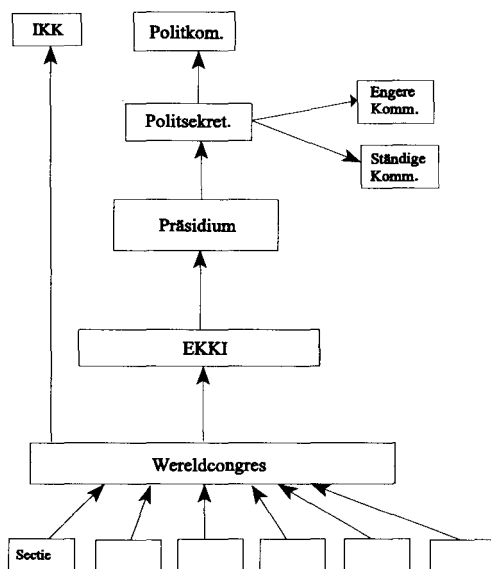 IKK
Politkom.
Politsekret.
Engere
Komm.
Ständige
Komm.
Präsidium
EKKI
Wereldcongres
Sectie